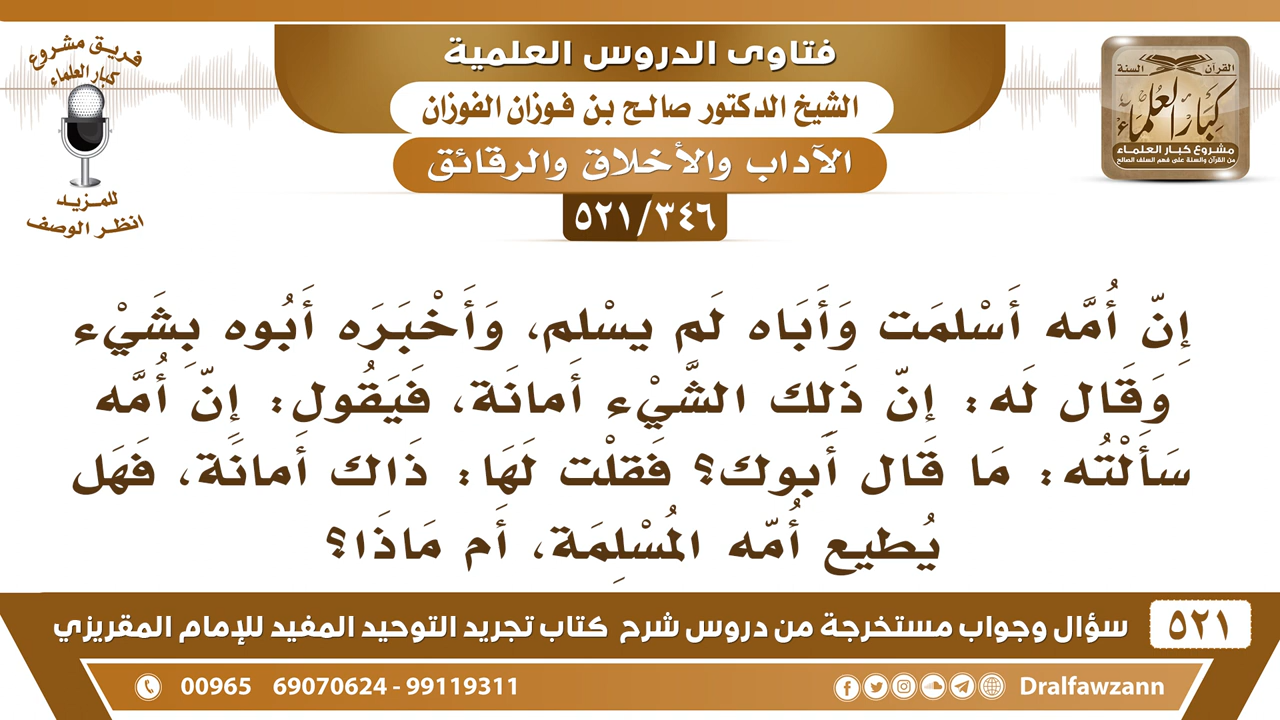 فتاوى الدروس العلمية
الشيخ الدكتور صالح بن فوزان الفوزان
الآداب والأخلاق والرقائق
٥٢١/٣٤٦
فريق مشروع
كبار العلماء
للمزيد
انظر الوصف
القرآن السنة
كبار العلماء
مشروع كبار العلماء
من القرآن والسنة على فهم السلف الصالح
إِنّ أُمَّه أَسْلمَت وَأَبَاه لَم يسْلم، وَأَخْبَرَه أَبُوه بِشَيْء
وَقَال لَه: إنّ ذَلك الشَّيْء أَمانَة، فَيَقُول: إنّ أُمَّه
سَأَلْتُه: مَا قَال أَبوك؟ فَقلْت لَهَا: ذَاك أَمانَة، فَهَل
يُطيع أُمّه المُسْلِمَة، أَم مَاذَا؟
٥٢١ سؤال وجواب مستخرجة من دروس شرح كتاب تجريد التوحيد المفيد للإمام المقريزي
00965 69070624 - 99119311
Dralfawzann